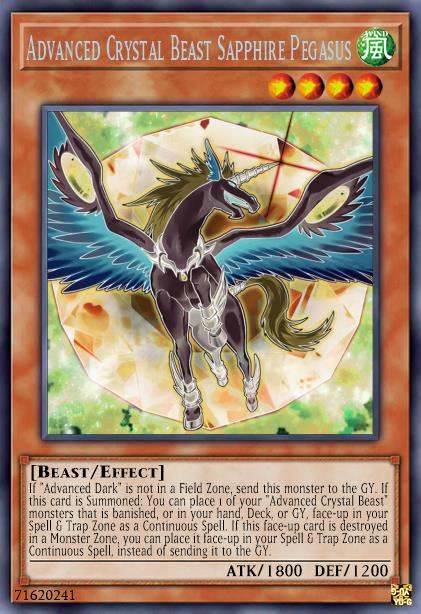 ADVANCED CRYSTAL BEAST SAPPHIRE PEGASUS
WIND
風
[BEAST/EFFECT]
If "Advanced Dark" is not in a Field Zone, send this monster to the GY. If
this card is Summoned: You can place 1 of your "Advanced Crystal Beast"
monsters that is banished, or in your hand, Deck, or GY, face-up in your
Spell & Trap Zone as a Continuous Spell. If this face-up card is destroyed
in a Monster Zone, you can place it face-up in your Spell & Trap Zone as a
Continuous Spell, instead of sending it to the GY.
ATK/1800 DEF/1200
71620241